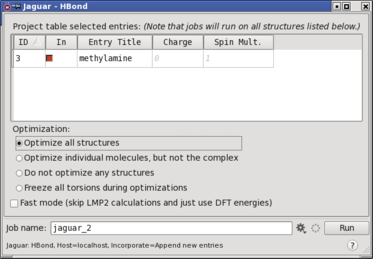 Jaguar - HBond
Project table selected entries: (Note that jobs will run on all structures listed below.)
ID In Entry Title Charge Spin Mult.
3 methylamine 0 1
Optimization:
Optimize all structures
Optimize individual molecules, but not the complex
Do not optimize any structures
Freeze all torsions during optimizations
Fast mode (skip LMP2 calculations and just use DFT energies)
Job name: jaguar_2 Run
Jaguar: HBond, Host=localhost, Incorporate=Append new entries ?